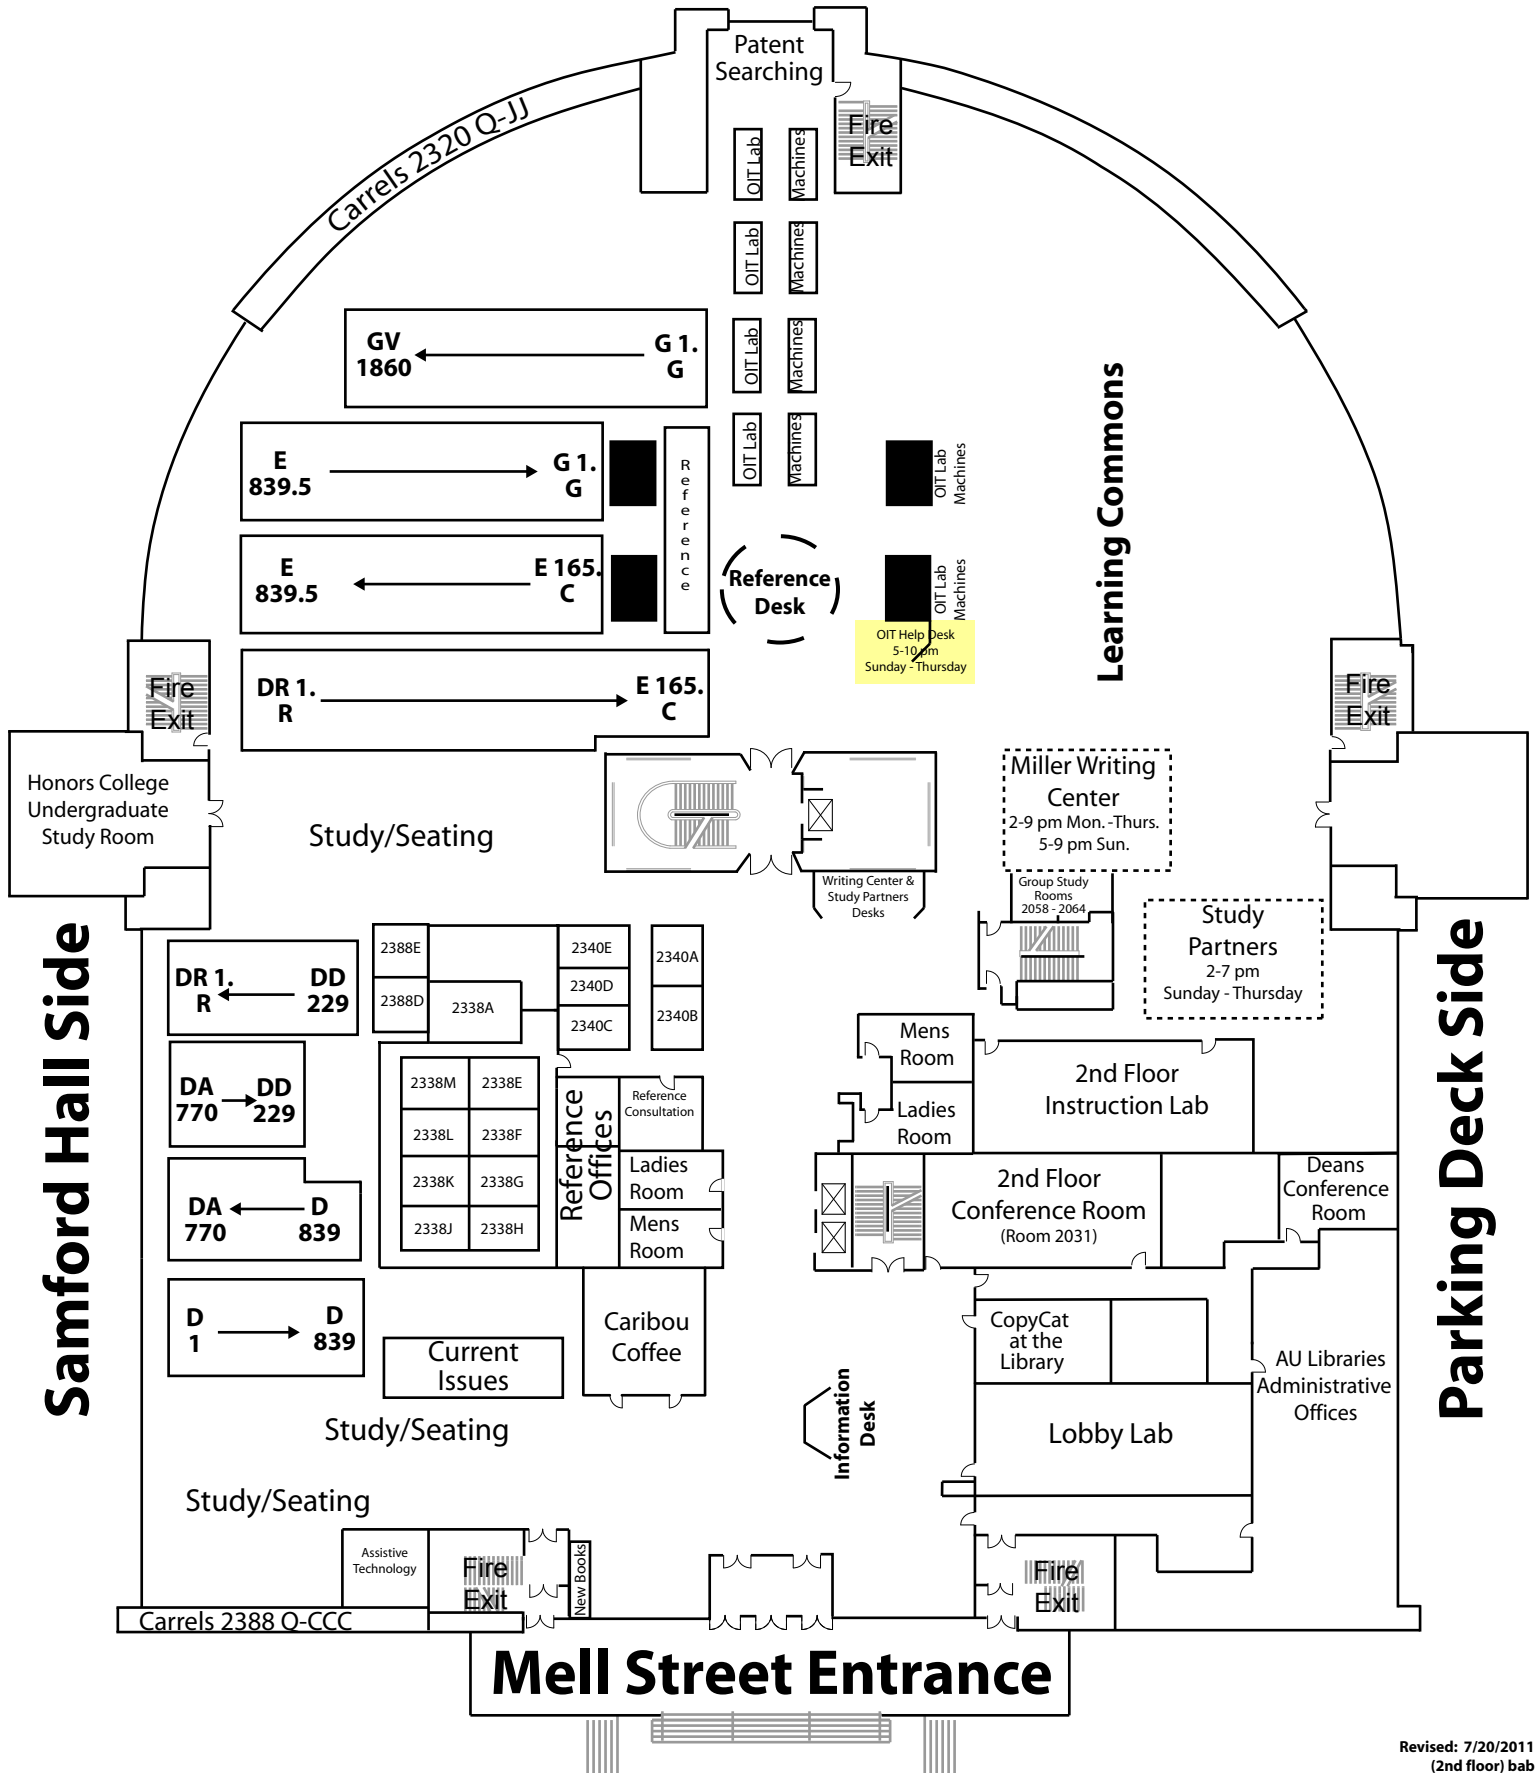 Patent
Searching
Fire
Exit
Carrels 2320 Q-JJ
OIT Lab
Machines
OIT Lab
Machines
OIT Lab
Machines
OIT Lab
Machines
GV
1860
G 1.
G
E
839.5
G 1.
G
Reference
OIT Lab
Machines
Learning Commons
E
839.5
E 165.
C
Reference
Desk
OIT Lab
Machines
OIT Help Desk
5-10 pm
Sunday - Thursday
DR 1.
R
E 165.
C
Fire
Exit
Fire
Exit
Honors College
Undergraduate
Study Room
Study/Seating
Miller Writing
Center
2-9 pm Mon. -Thurs.
5-9 pm Sun.
Writing Center &
Study Partners
Desks
Group Study
Rooms
2058 - 2064
Study
Partners
2-7 pm
Sunday - Thursday
Samford Hall Side
Parking Deck Side
DR 1.
R
DD
229
2388E
2388D
2338A
2340E
2340D
2340C
2340A
2340B
DA
770
DD
229
2338M
2338E
2338L
2338F
2338K
2338G
2338J
2338H
Reference
Offices
Reference
Consultation
Ladies
Room
Mens
Room
Mens
Room
Ladies
Room
2nd Floor
Instruction Lab
2nd Floor
Conference Room
(Room 2031)
Deans
Conference
Room
DA
770
D
839
D
1
D
839
Current
Issues
Caribou
Coffee
CopyCat
at the
Library
AU Libraries
Administrative
Offices
Information
Desk
Lobby Lab
Study/Seating
Study/Seating
Assistive
Technology
Fire
Exit
New Books
Fire
Exit
Carrels 2388 Q-CCC
Mell Street Entrance
Revised: 7/20/2011
(2nd floor) bab